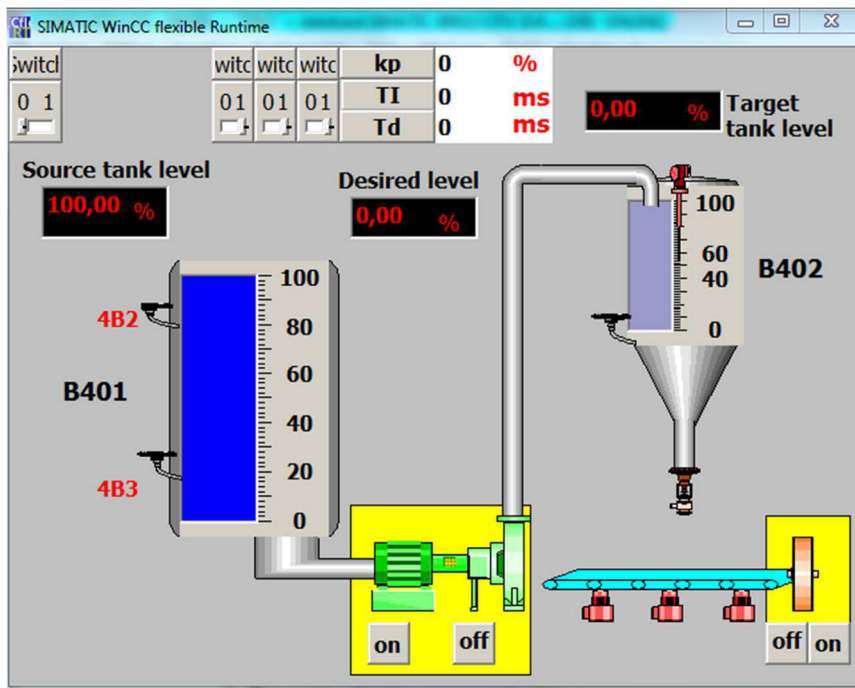 SIMATIC WinCC flexible Runtime
Switch witc witc witc kp 0 %
0 1 01 01 01 TI 0 ms
Td 0 ms
0,00 % Target
tank level
Source tank level
100,00 %
Desired level
0,00 %
100
60
40
0
B402
4B2
B401
4B3
100
80
60
40
20
0
on off
off on